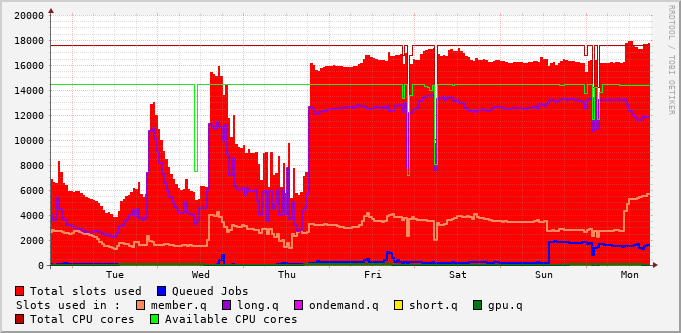 RRDTOOL / TOBI OETIKER
20000
18000
16000
14000
12000
10000
8000
6000
4000
2000
0
Tue Wed Thu Fri Sat Sun Mon
Total slots used Queued Jobs
Slots used in : member.q long.q ondemand.q short.q gpu.q
Total CPU cores Available CPU cores